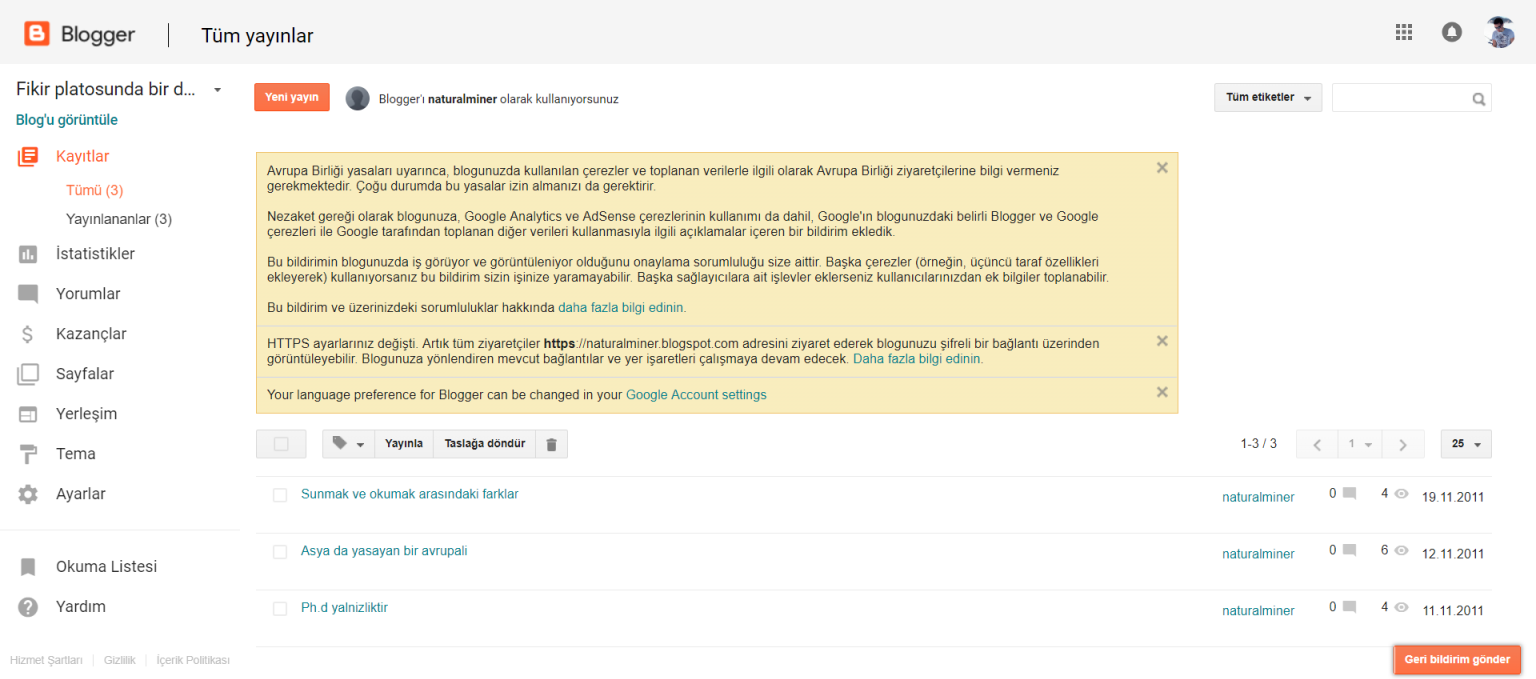 Blogger
Tüm yayınlar
Fikir platosunda bir d...
Blog'u görüntüle
Kayıtlar
Tümü (3)
Yayınlananlar (3)
İstatistikler
Yorumlar
Kazançlar
Sayfalar
Yerleşim
Tema
Ayarlar
Okuma Listesi
Yardım
Hizmet Şartları
Gizlilik
İçerik Politikası
Yeni yayın
Blogger'ı naturalminer olarak kullanıyorsunuz
Tüm etiketler
Avrupa Birliği yasaları uyarınca, blogunuzda kullanılan çerezler ve toplanan verilerle ilgili olarak Avrupa Birliği ziyaretçilerine bilgi vermeniz
gerekmektedir. Çoğu durumda bu yasalar izin almanızı da gerektirir.
Nezaket gereği olarak blogunuza, Google Analytics ve AdSense çerezlerinin kullanımı da dahil, Google'ın blogunuzdaki belirli Blogger ve Google
çerezleri ile Google tarafından toplanan diğer verileri kullanmasıyla ilgili açıklamalar içeren bir bildirim ekledik.
Bu bildirimin blogunuzda iş görüyor ve görüntüleniyor olduğunu onaylama sorumluluğu size aittir. Başka çerezler (örneğin, üçüncü taraf özellikleri
ekleyerek) kullanıyorsanız bu bildirim sizin işinize yaramayabilir. Başka sağlayıcılara ait işlevler eklerseniz kullanıcılarınızdan ek bilgiler toplanabilir.
Bu bildirim ve üzerinizdeki sorumluluklar hakkında daha fazla bilgi edinin.
HTTPS ayarlarınız değişti. Artık tüm ziyaretçiler https://naturalminer.blogspot.com adresini ziyaret ederek blogunuzu şifreli bir bağlantı üzerinden
görüntüleyebilir. Blogunuza yönlendiren mevcut bağlantılar ve yer işaretleri çalışmaya devam edecek. Daha fazla bilgi edinin.
Your language preference for Blogger can be changed in your Google Account settings
Yayınla
Taslağa döndür
1-3 / 3
1
25
Sunmak ve okumak arasındaki farklar naturalminer 0 4 19.11.2011
Asya da yasayan bir avrupali naturalminer 0 6 12.11.2011
Ph.d yalnizliktir naturalminer 0 4 11.11.2011
Geri bildirim gönder